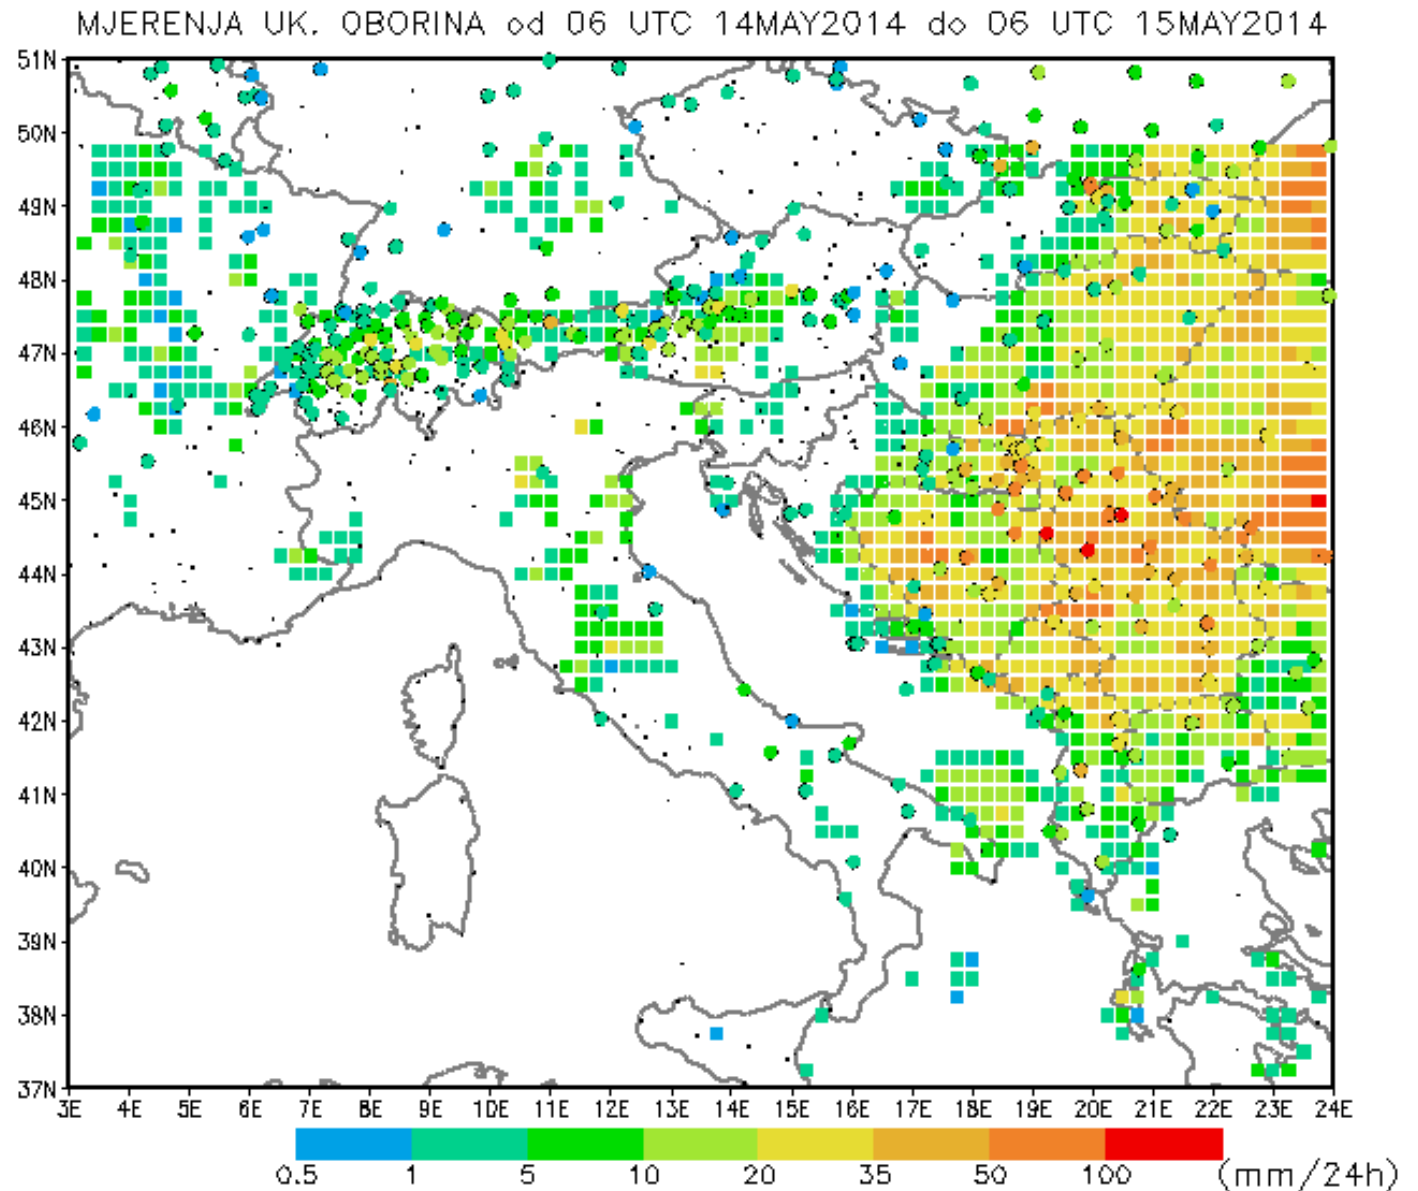 MJERENJA UK. OBORINA od 06 UTC 14MAY2014 do 06 UTC 15MAY2014
51N
50N
49N
48N
47N
46N
45N
44N
43N
42N
41N
40N
39N
38N
37N
3E 4E 5E 6E 7E 8E 9E 10E 11E 12E 13E 14E 15E 16E 17E 18E 19E 20E 21E 22E 23E 24E
0.5 1 5 10 20 35 50 100 (mm/24h)